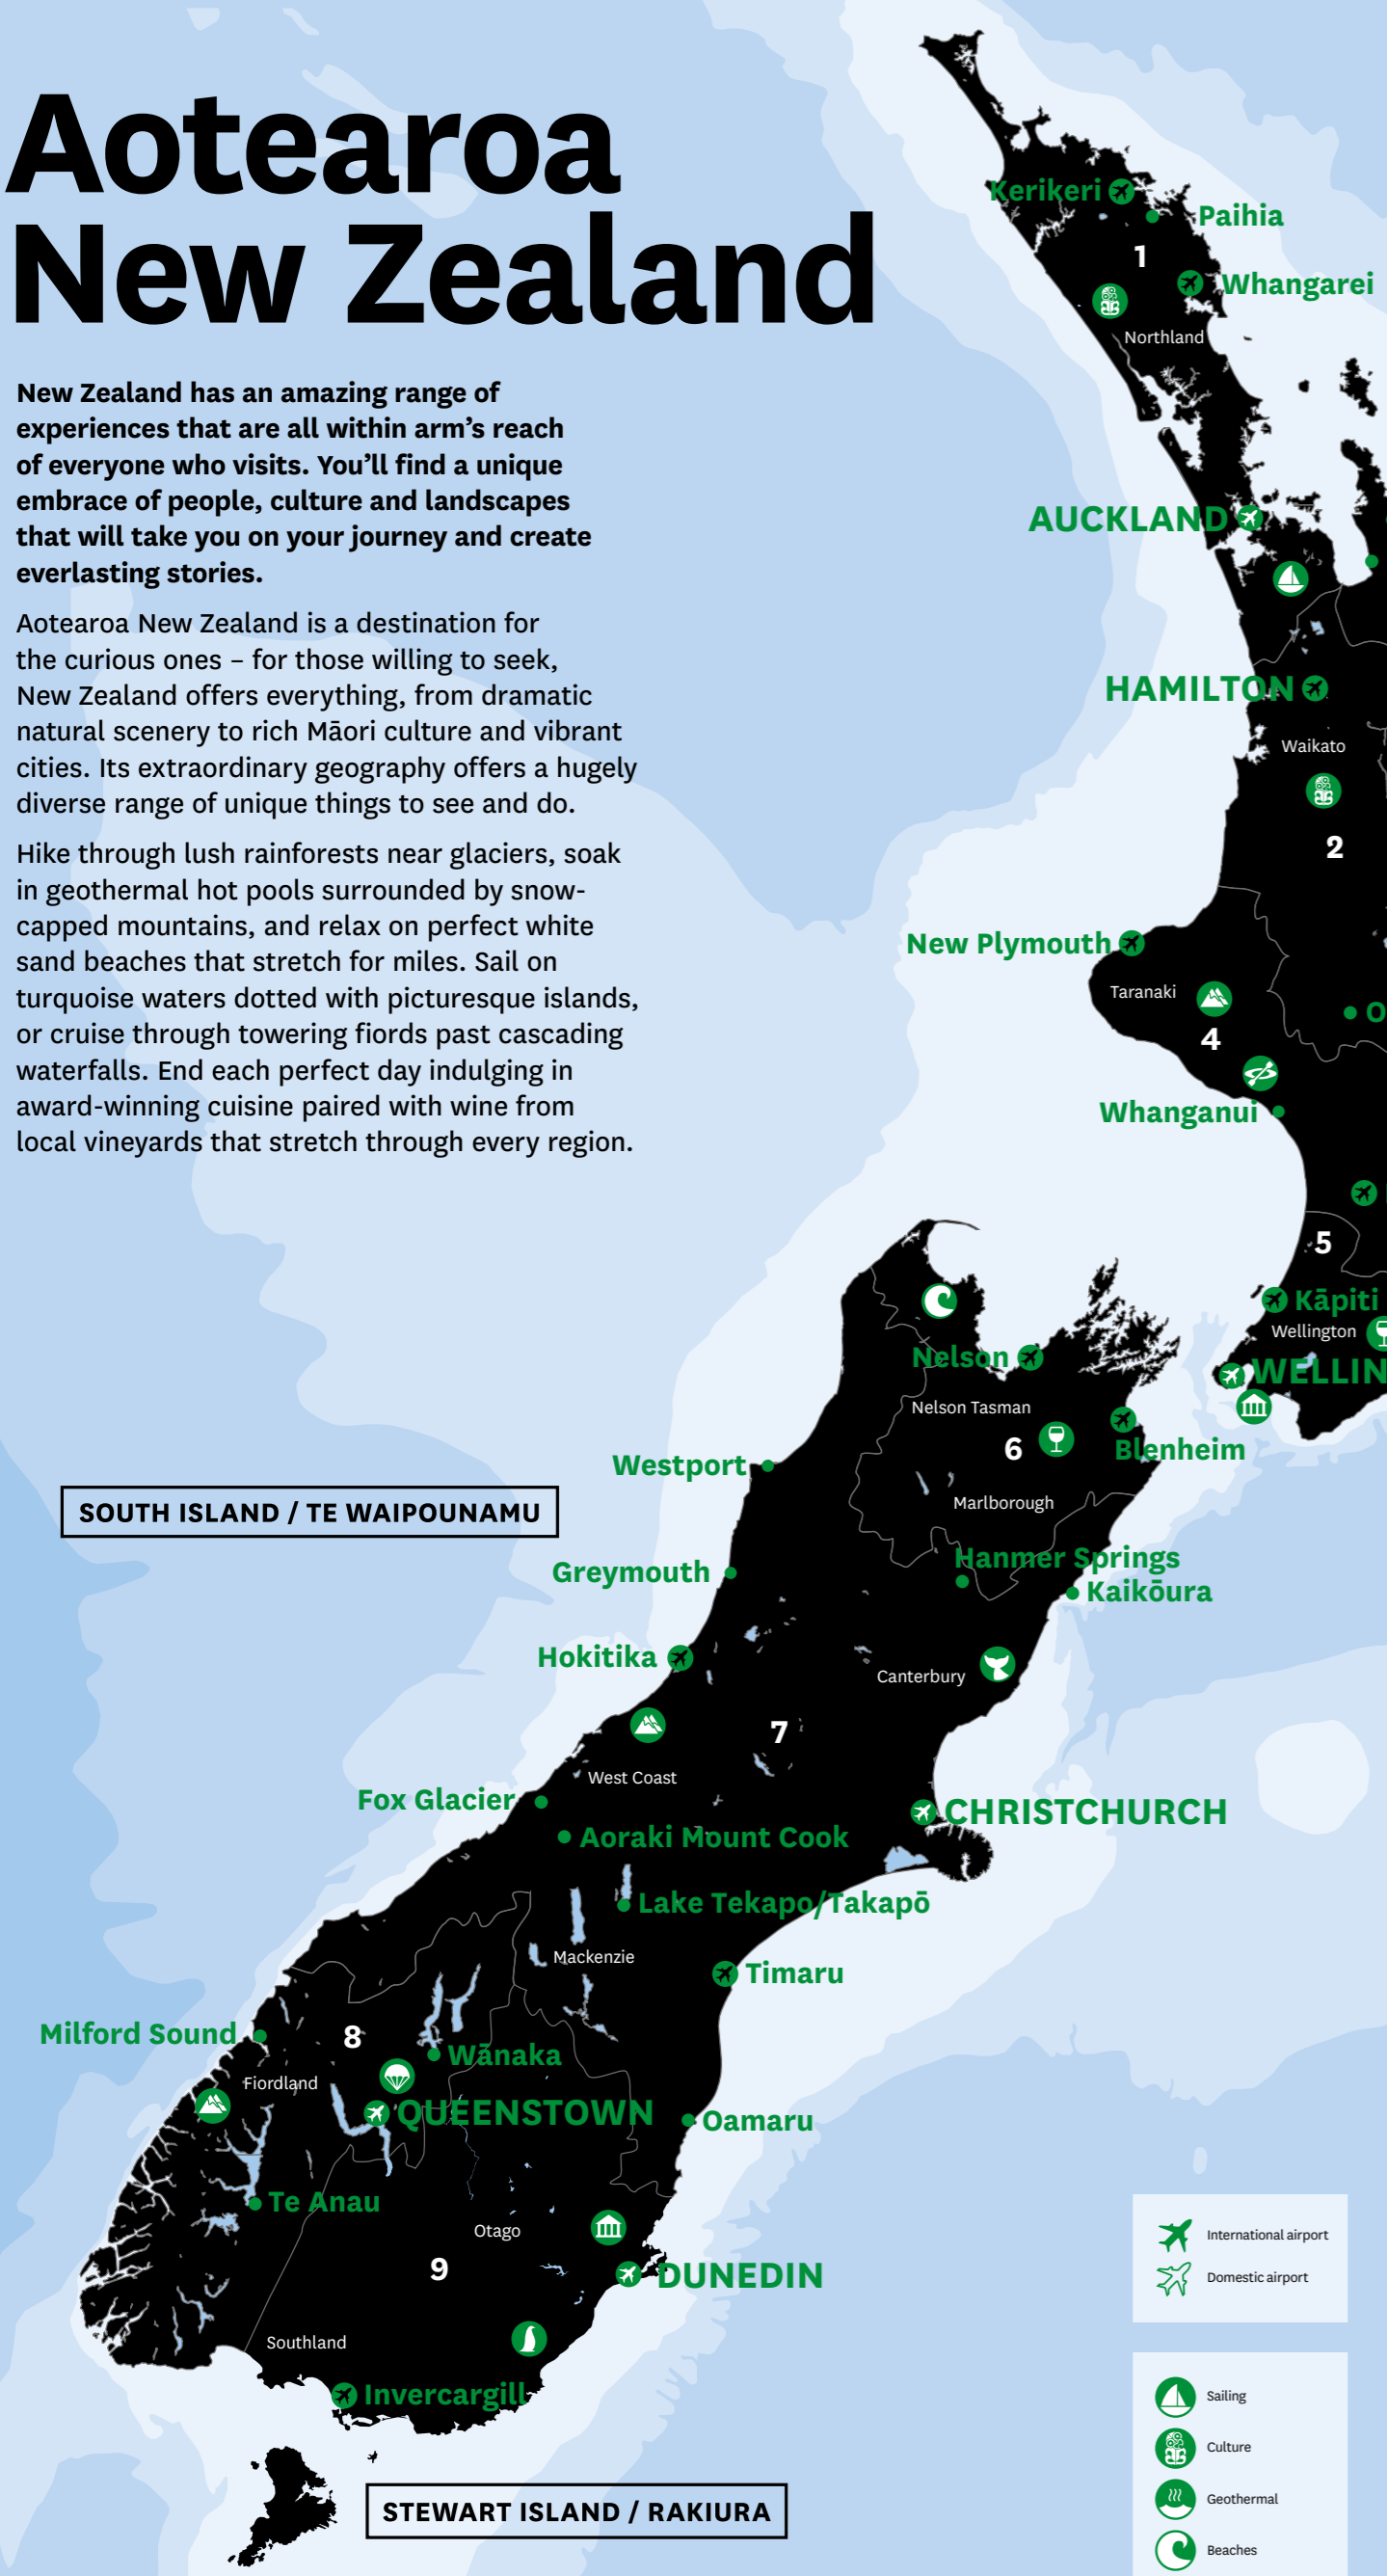 Aotearoa
New Zealand
New Zealand has an amazing range of
experiences that are all within arm’s reach
of everyone who visits. You’ll find a unique
embrace of people, culture and landscapes
that will take you on your journey and create
everlasting stories.
Aotearoa New Zealand is a destination for
the curious ones – for those willing to seek,
New Zealand offers everything, from dramatic
natural scenery to rich Māori culture and vibrant
cities. Its extraordinary geography offers a hugely
diverse range of unique things to see and do.
Hike through lush rainforests near glaciers, soak
in geothermal hot pools surrounded by snow-
capped mountains, and relax on perfect white
sand beaches that stretch for miles. Sail on
turquoise waters dotted with picturesque islands,
or cruise through towering fiords past cascading
waterfalls. End each perfect day indulging in
award-winning cuisine paired with wine from
local vineyards that stretch through every region.
Kerikeri
Paihia
1
Whangarei
Northland
AUCKLAND
HAMILTON
Waikato
2
New Plymouth
Taranaki
O
4
Whanganui
5
Kāpiti
Wellington
WELLIN
Nelson
Nelson Tasman
6
Blenheim
Westport
Marlborough
SOUTH ISLAND / TE WAIPOUNAMU
Hanmer Springs
Greymouth
Kaikōura
Hokitika
Canterbury
7
West Coast
Fox Glacier
CHRISTCHURCH
Aoraki Mount Cook
Lake Tekapo/Takapō
Mackenzie
Timaru
Milford Sound
8
Wānaka
Fiordland
QUEENSTOWN
Oamaru
Te Anau
Otago
9
DUNEDIN
Southland
Invercargill
STEWART ISLAND / RAKIURA
International airport
Domestic airport
Sailing
Culture
Geothermal
Beaches